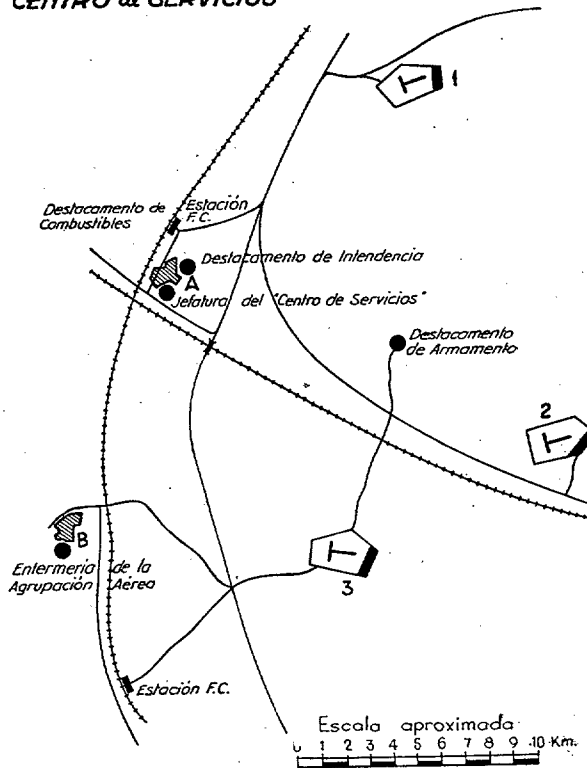 CENTRO de SERVICIOS
1
Destacamento de
Combustibles
Estación
F.C.
Destacamento de Intendencia
A
Jefatura del "Centro de Servicios"
Destacamento
de Armamento
2
B
Enfermería de la
Agrupación Aérea
3
Estación F.C.
Escala aproximada
0 1 2 3 4 5 6 7 8 9 10 Km.